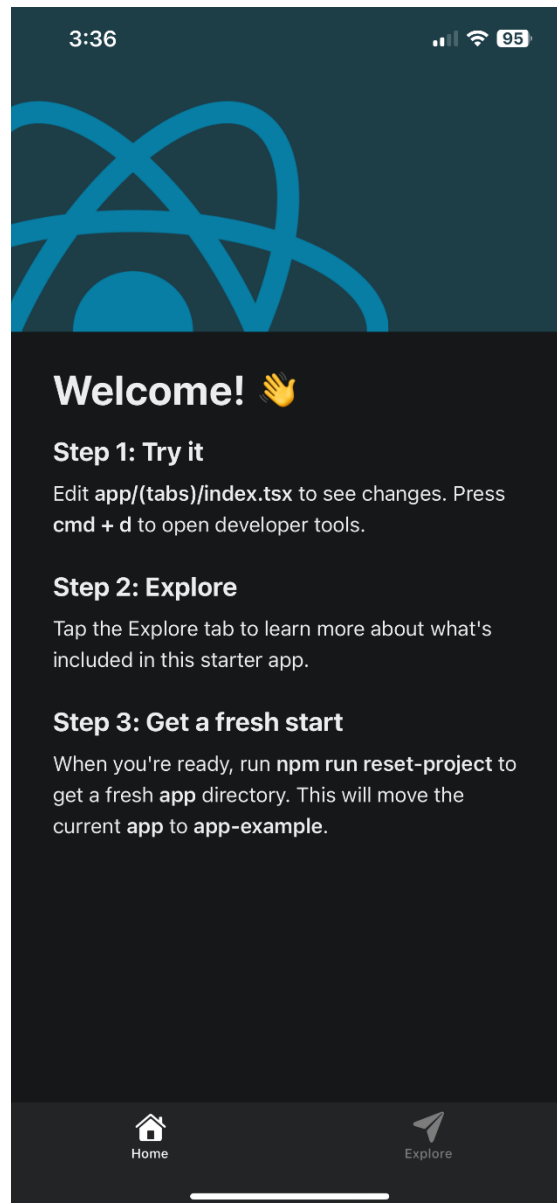 3:36
95
Welcome! 👋
Step 1: Try it
Edit app/(tabs)/index.tsx to see changes. Press
cmd + d to open developer tools.
Step 2: Explore
Tap the Explore tab to learn more about what's
included in this starter app.
Step 3: Get a fresh start
When you're ready, run npm run reset-project to
get a fresh app directory. This will move the
current app to app-example.
Home
Explore